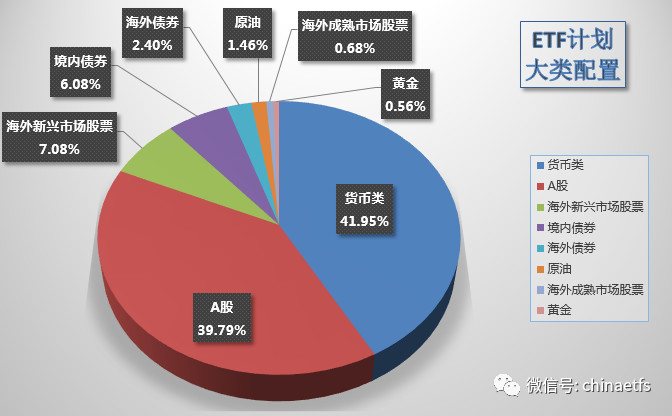 ETF计划
大类配置
海外债券
2.40%
原油
1.46%
海外成熟市场股票
0.68%
境内债券
6.08%
黄金
0.56%
海外新兴市场股票
7.08%
货币类
41.95%
A股
39.79%
货币类
A股
海外新兴市场股票
境内债券
海外债券
原油
海外成熟市场股票
黄金
微信号: chinaetfs